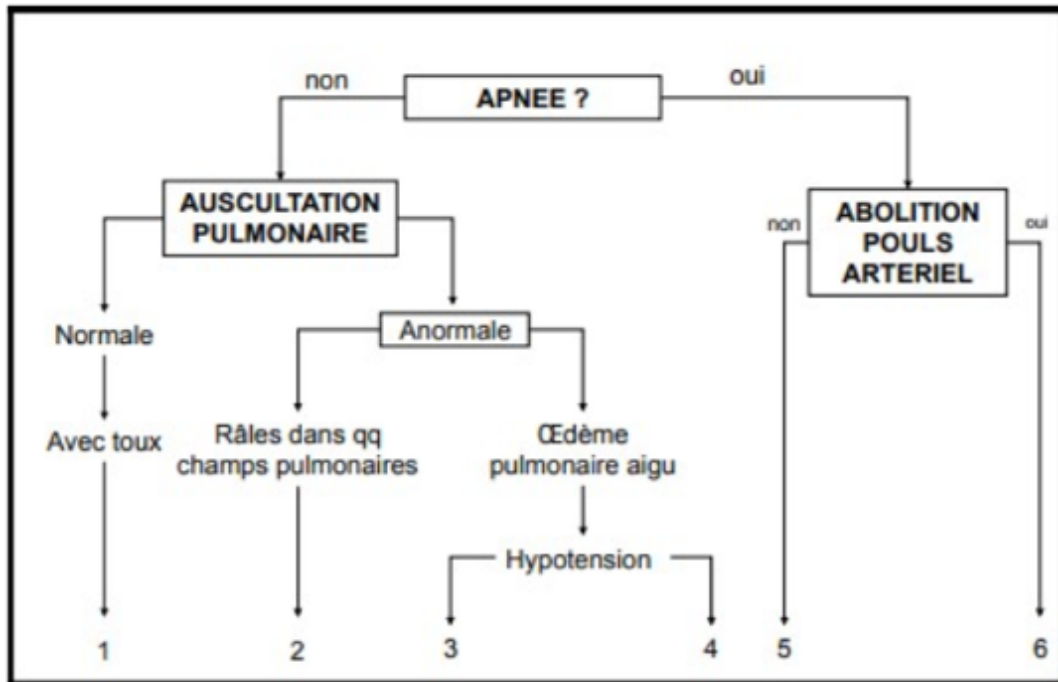 non
APNEE ?
oui
AUSCULTATION
PULMONAIRE
non
ABOLITION
POULS
ARTERIEL
oui
Normale
Anormale
Avec toux
Râles dans qq
champs pulmonaires
Œdème
pulmonaire aigu
Hypotension
1
2
3
4
5
6